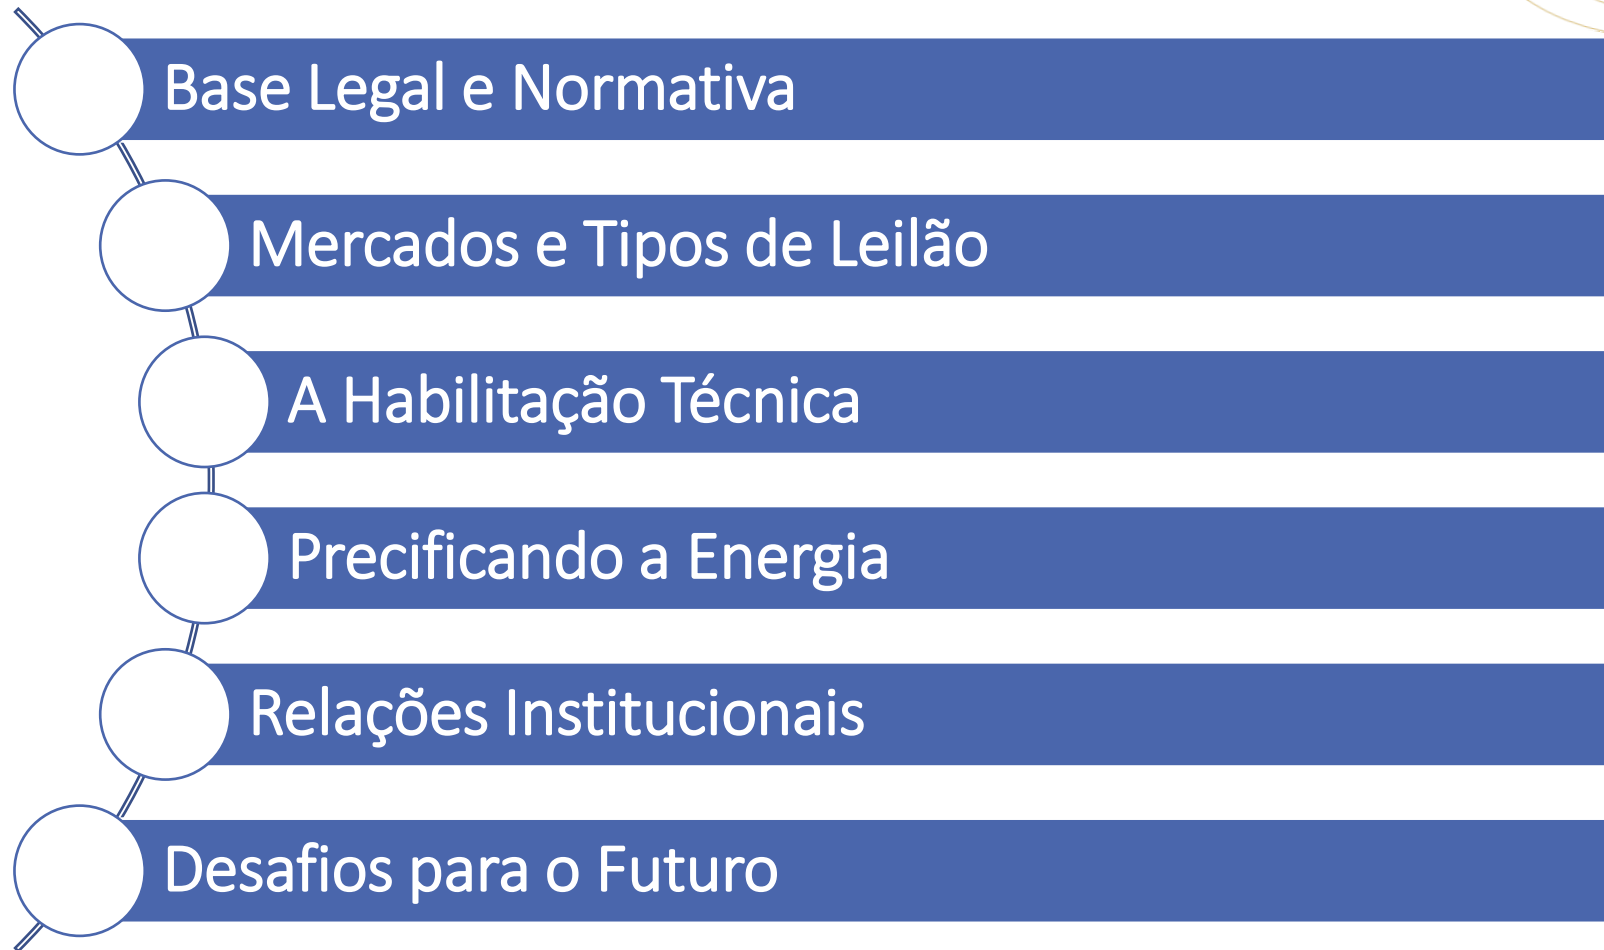 Base Legal e Normativa
Mercados e Tipos de Leilão
A Habilitação Técnica
Precificando a Energia
Relações Institucionais
Desafios para o Futuro